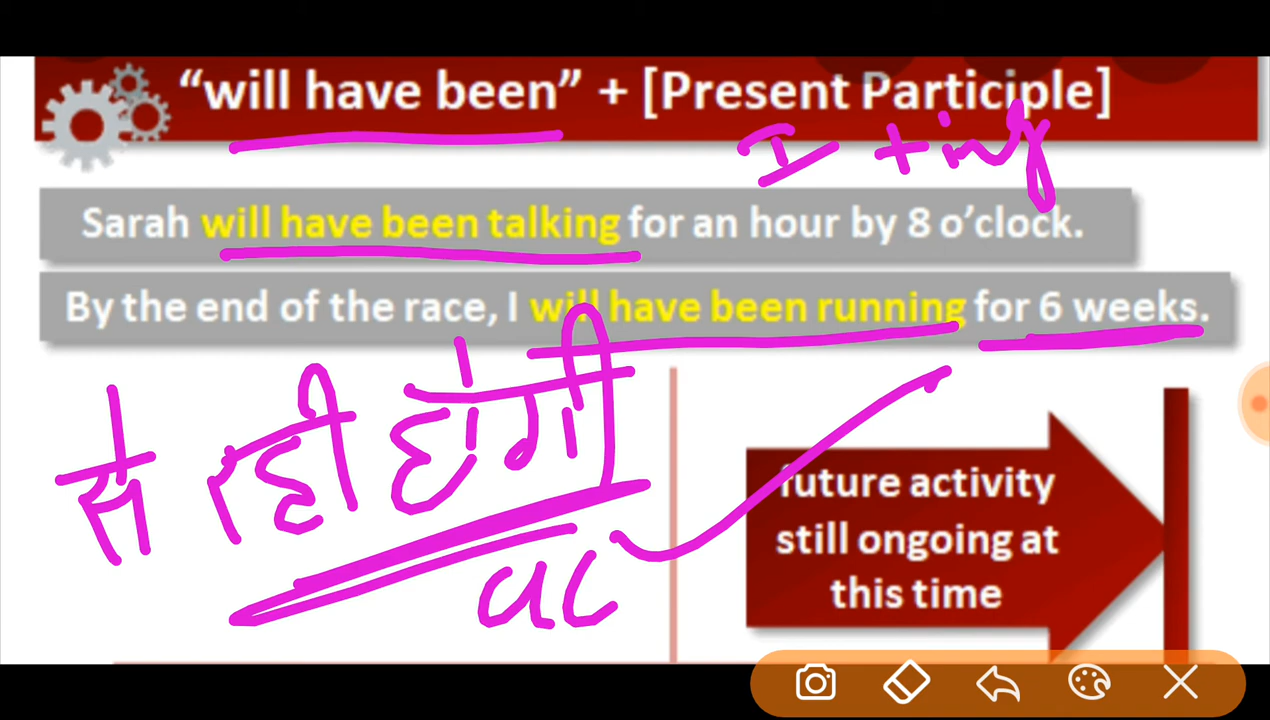 “will have been” + [Present Participle]
I + ing
Sarah will have been talking for an hour by 8 o’clock.
By the end of the race, I will have been running for 6 weeks.
से रही होगी
future activity
still ongoing at
this time